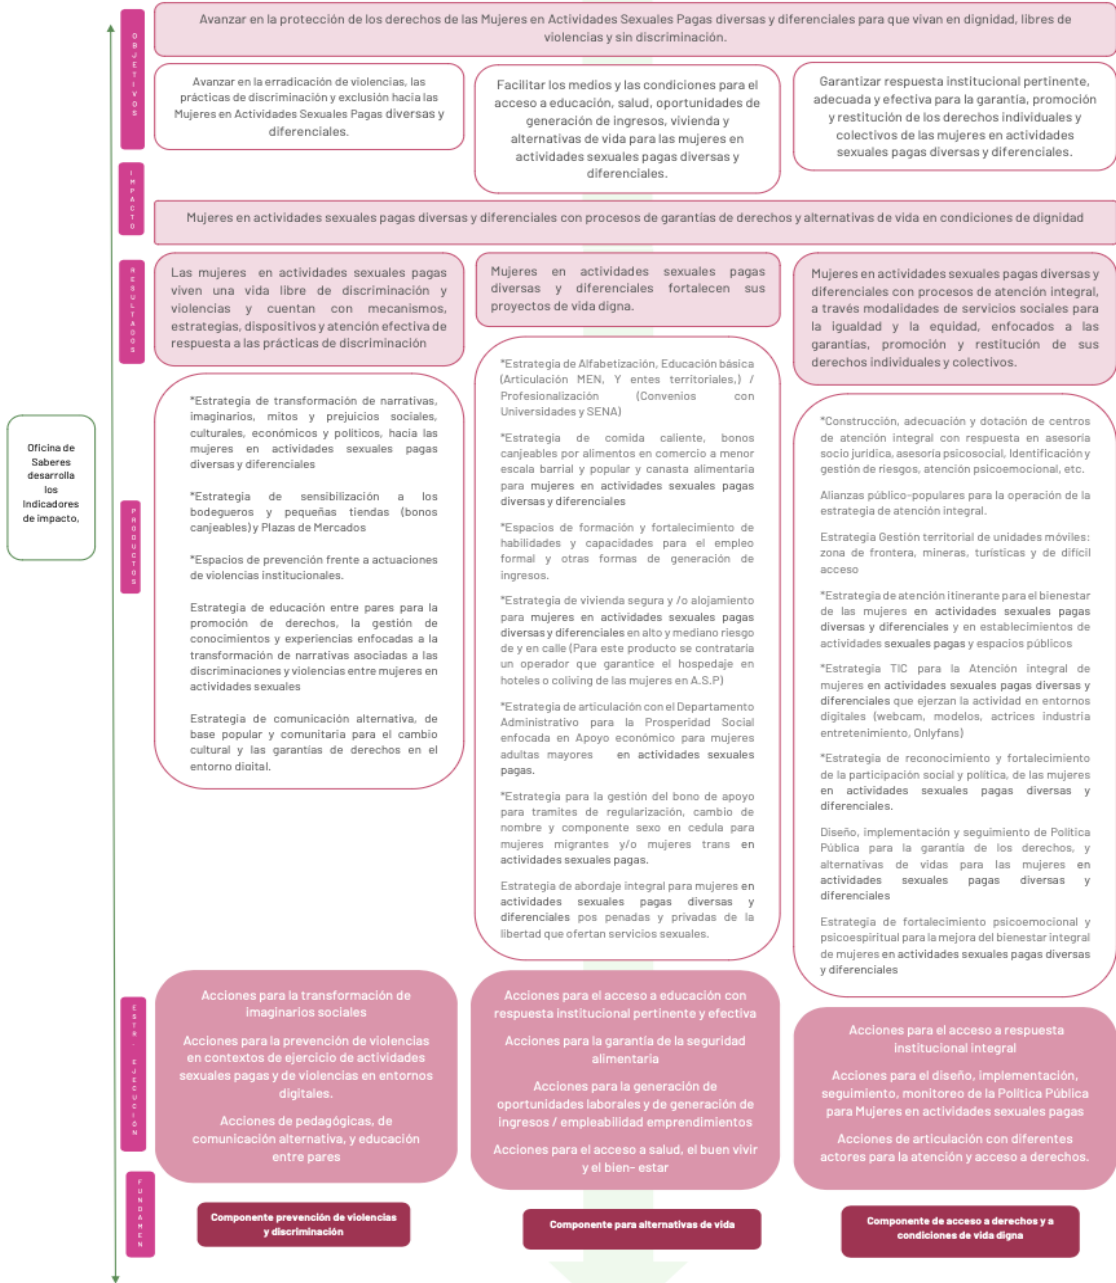 OBJETIVOS
Avanzar en la protección de los derechos de las Mujeres en Actividades Sexuales Pagas diversas y diferenciales para que vivan en dignidad, libres de
violencias y sin discriminación.
Avanzar en la erradicación de violencias, las
prácticas de discriminación y exclusión hacia las
Mujeres en Actividades Sexuales Pagas diversas y
diferenciales.
Facilitar los medios y las condiciones para el
acceso a educación, salud, oportunidades de
generación de ingresos, vivienda y
alternativas de vida para las mujeres en
actividades sexuales pagas diversas y
diferenciales.
Garantizar respuesta institucional pertinente,
adecuada y efectiva para la garantía, promoción
y restitución de los derechos individuales y
colectivos de las mujeres en actividades
sexuales pagas diversas y diferenciales.
IMPACTO
Mujeres en actividades sexuales pagas diversas y diferenciales con procesos de garantías de derechos y alternativas de vida en condiciones de dignidad
RESULTADOS
Las mujeres en actividades sexuales pagas
viven una vida libre de discriminación y
violencias y cuentan con mecanismos,
estrategias, dispositivos y atención efectiva de
respuesta a las prácticas de discriminación
Mujeres en actividades sexuales pagas
diversas y diferenciales fortalecen sus
proyectos de vida digna.
Mujeres en actividades sexuales pagas diversas y
diferenciales con procesos de atención integral,
a través modalidades de servicios sociales para
la igualdad y la equidad, enfocados a las
garantías, promoción y restitución de sus
derechos individuales y colectivos.
Oficina de
Saberes
desarrolla
los
Indicadores
de impacto,
PRODUCTOS
*Estrategia de transformación de narrativas,
imaginarios, mitos y prejuicios sociales,
culturales, económicos y políticos, hacia las
mujeres en actividades sexuales pagas
diversas y diferenciales
*Estrategia de sensibilización a los
bodegueros y pequeñas tiendas (bonos
canjeables) y Plazas de Mercados
*Espacios de prevención frente a actuaciones
de violencias institucionales.
Estrategia de educación entre pares para la
promoción de derechos, la gestión de
conocimientos y experiencias enfocadas a la
transformación de narrativas asociadas a las
discriminaciones y violencias entre mujeres en
actividades sexuales
Estrategia de comunicación alternativa, de
base popular y comunitaria para el cambio
cultural y las garantías de derechos en el
entorno digital.
*Estrategia de Alfabetización, Educación básica
(Articulación MEN, Y entes territoriales,) /
Profesionalización (Convenios con
Universidades y SENA)
*Estrategia de comida caliente, bonos
canjeables por alimentos en comercio a menor
escala barrial y popular y canasta alimentaria
para mujeres en actividades sexuales pagas
diversas y diferenciales
*Espacios de formación y fortalecimiento de
habilidades y capacidades para el empleo
formal y otras formas de generación de
ingresos.
*Estrategia de vivienda segura y /o alojamiento
para mujeres en actividades sexuales pagas
diversas y diferenciales en alto y mediano riesgo
de y en calle (Para este producto se contrataria
un operador que garantice el hospedaje en
hoteles o coliving de las mujeres en A.S.P)
*Estrategia de articulación con el Departamento
Administrativo para la Prosperidad Social
enfocada en Apoyo económico para mujeres
adultas mayores en actividades sexuales
pagas.
*Estrategia para la gestión del bono de apoyo
para tramites de regularización, cambio de
nombre y componente sexo en cedula para
mujeres migrantes y/o mujeres trans en
actividades sexuales pagas.
Estrategia de abordaje integral para mujeres en
actividades sexuales pagas diversas y
diferenciales pos penadas y privadas de la
libertad que ofertan servicios sexuales.
*Construcción, adecuación y dotación de centros
de atención integral con respuesta en asesoría
socio jurídica, asesoría psicosocial, Identificación y
gestión de riesgos, atención psicoemocional, etc.
Alianzas público-populares para la operación de la
estrategia de atención integral.
Estrategia Gestión territorial de unidades móviles:
zona de frontera, mineras, turísticas y de difícil
acceso
*Estrategia de atención itinerante para el bienestar
de las mujeres en actividades sexuales pagas
diversas y diferenciales y en establecimientos de
actividades sexuales pagas y espacios públicos
*Estrategia TIC para la Atención integral de
mujeres en actividades sexuales pagas diversas y
diferenciales que ejerzan la actividad en entornos
digitales (webcam, modelos, actrices industria
entretenimiento, Onlyfans)
*Estrategia de reconocimiento y fortalecimiento
de la participación social y política, de las mujeres
en actividades sexuales pagas diversas y
diferenciales.
Diseño, implementación y seguimiento de Política
Pública para la garantía de los derechos, y
alternativas de vidas para las mujeres en
actividades sexuales pagas diversas y
diferenciales
Estrategia de fortalecimiento psicoemocional y
psicoespiritual para la mejora del bienestar integral
de mujeres en actividades sexuales pagas diversas
y diferenciales
ESTR. EJECUCIÓN
Acciones para la transformación de
imaginarios sociales
Acciones para la prevención de violencias
en contextos de ejercicio de actividades
sexuales pagas y de violencias en entornos
digitales.
Acciones de pedagógicas, de
comunicación alternativa, y educación
entre pares
Acciones para el acceso a educación con
respuesta institucional pertinente y efectiva
Acciones para la garantía de la seguridad
alimentaria
Acciones para la generación de
oportunidades laborales y de generación de
ingresos / empleabilidad emprendimientos
Acciones para el acceso a salud, el buen vivir
y el bien- estar
Acciones para el acceso a respuesta
institucional integral
Acciones para el diseño, implementación,
seguimiento, monitoreo de la Política Pública
para Mujeres en actividades sexuales pagas
Acciones de articulación con diferentes
actores para la atención y acceso a derechos.
FUNDAMEN
Componente prevención de violencias
y discriminación
Componente para alternativas de vida
Componente de acceso a derechos y a
condiciones de vida digna